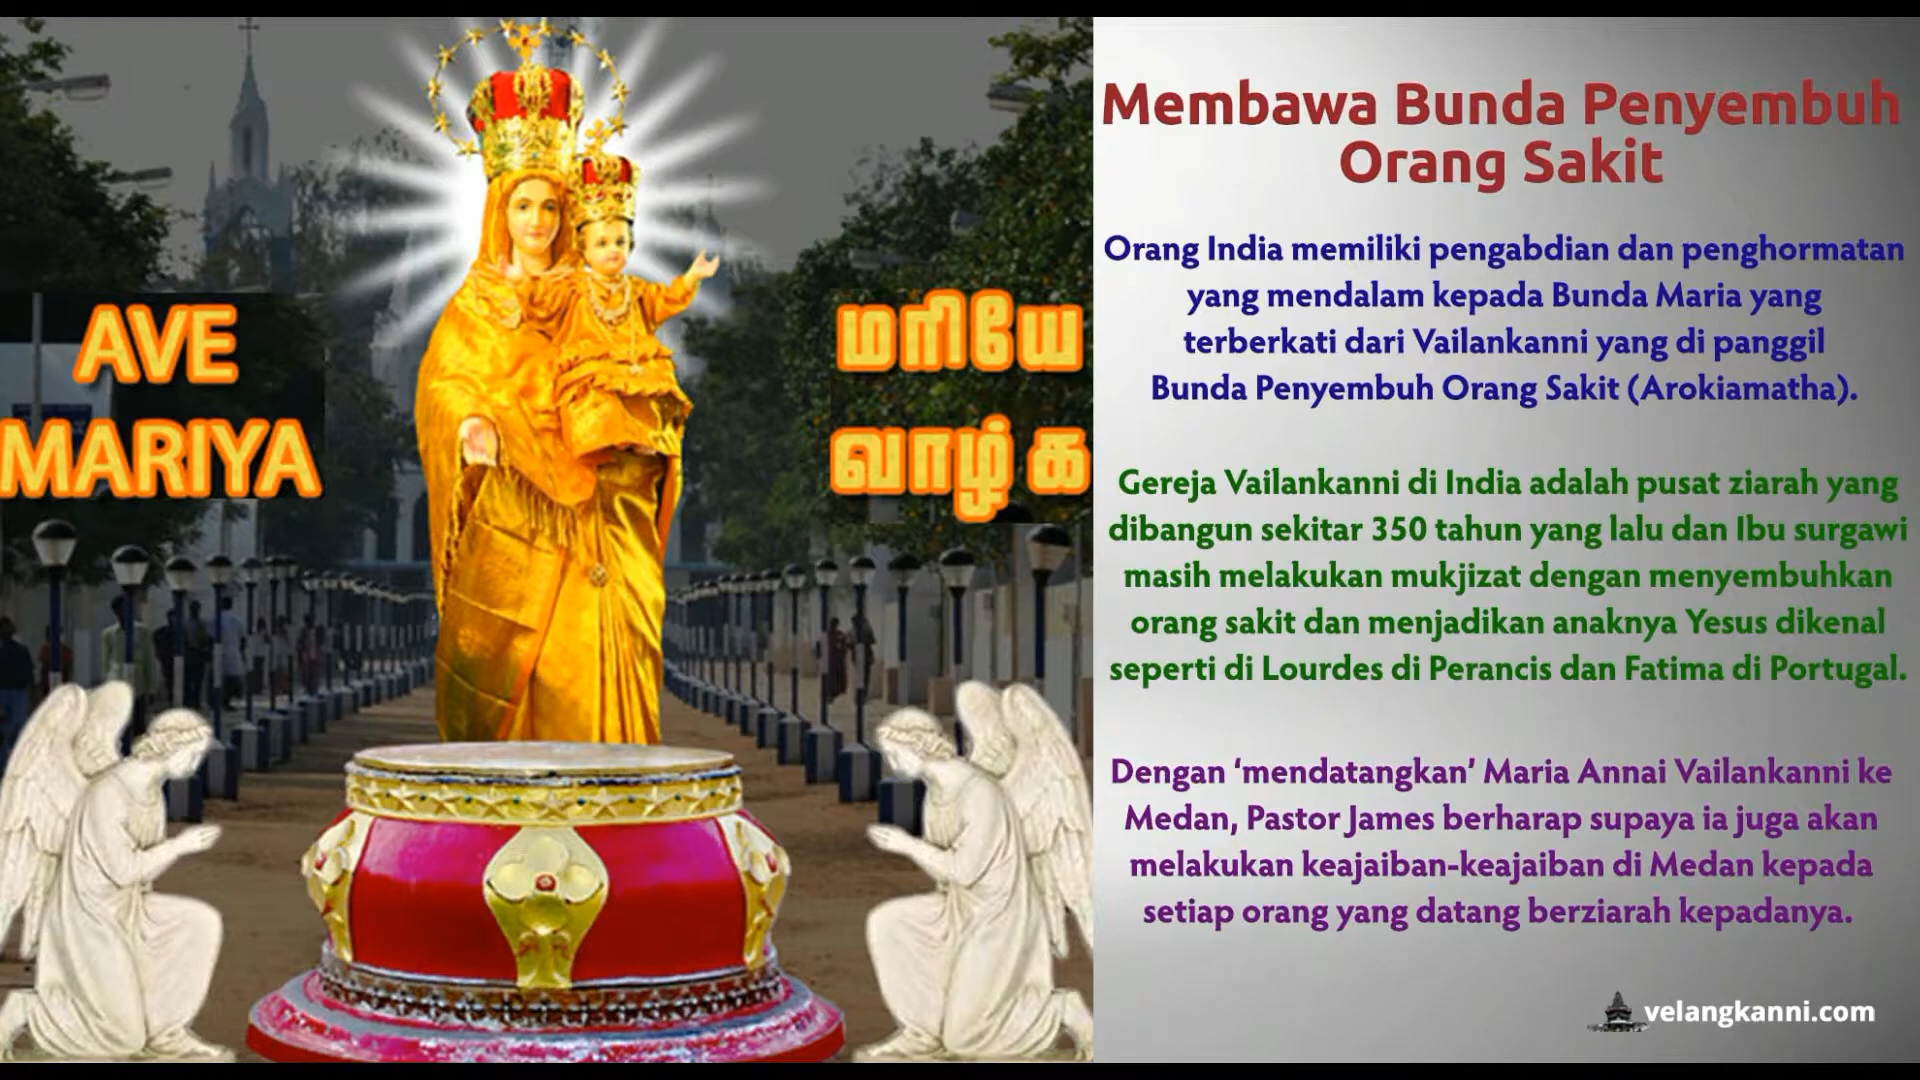 AVE
MARIYA
மரியே
வாழ்க
Membawa Bunda Penyembuh
Orang Sakit
Orang India memiliki pengabdian dan penghormatan
yang mendalam kepada Bunda Maria yang
terberkati dari Vailankanni yang di panggil
Bunda Penyembuh Orang Sakit (Arokiamatha).
Gereja Vailankanni di India adalah pusat ziarah yang
dibangun sekitar 350 tahun yang lalu dan Ibu surgawi
masih melakukan mukjizat dengan menyembuhkan
orang sakit dan menjadikan anaknya Yesus dikenal
seperti di Lourdes di Perancis dan Fatima di Portugal.
Dengan ‘mendatangkan’ Maria Annai Vailankanni ke
Medan, Pastor James berharap supaya ia juga akan
melakukan keajaiban-keajaiban di Medan kepada
setiap orang yang datang berziarah kepadanya.
velangkanni.com